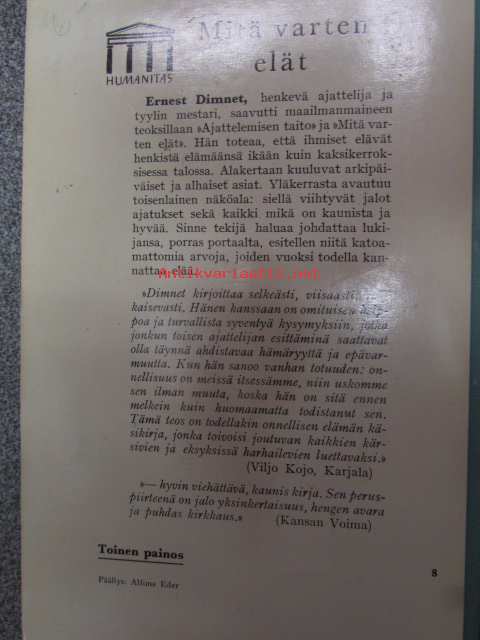 Mitä varten
elät
HUMANITAS
Ernest Dimnet, henkevä ajattelija ja
tyylin mestari, saavutti maailmanmaineen
teoksillaan »Ajattelemisen taito» ja »Mitä var-
ten elät». Hän toteaa, että ihmiset elävät
henkistä elämäänsä ikään kuin kaksikerrok-
sisessa talossa. Alakertaan kuuluvat arkipäi-
väiset ja alhaiset asiat. Yläkerrasta avautuu
toisenlainen näköala: siellä viihtyvät jalot
ajatukset sekä kaikki mikä on kaunista ja
hyvää. Sinne tekijä haluaa johdattaa luki-
jansa, porras portaalta, esitellen niitä katoa-
mattomia arvoja, joiden vuoksi todella kan-
nattaa elää.
Antikvariaatti.net
»Dimnet kirjoittaa selkeästi, viisaasti,
kaisevasti. Hänen kanssaan on omituisen
poa ja turvallista syventyä kysymyksiin, jotka
jonkun toisen ajattelijan esittäminä saattavat
olla täynnä ahdistavaa hämäryyttä ja epävar-
muutta. Kun hän sanoo vanhan totuuden: on-
nellisuus on meissä itsessämme, niin uskomme
sen ilman muuta, koska hän on sitä ennen
melkein kuin huomaamatta todistanut sen.
Tämä teos on todellakin onnellisen elämän kä-
sikirja, jonka toivoisi joutuvan kaikkien kär-
sivien ja eksyksissä harhailevien luettavaksi.»
(Viljo Kojo, Karjala)
»— hyvin viehättävä, kaunis kirja. Sen perus-
piirteenä on jalo yksinkertaisuus, hengen avara
ja puhdas kirkkaus.» (Kansan Voima)
Toinen painos
8
Päällys: Alfons Eder